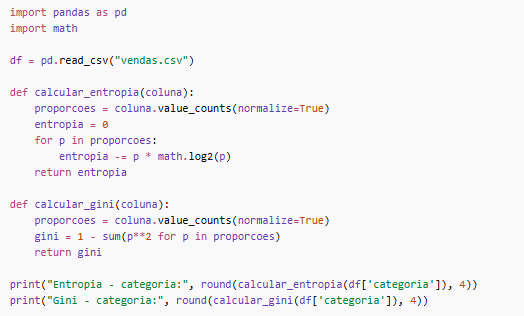 import pandas as pd
import math
df = pd.read_csv("vendas.csv")
def calcular_entropia(coluna):
    proporcoes = coluna.value_counts(normalize=True)
    entropia = 0
    for p in proporcoes:
        entropia -= p * math.log2(p)
    return entropia
def calcular_gini(coluna):
    proporcoes = coluna.value_counts(normalize=True)
    gini = 1 - sum(p**2 for p in proporcoes)
    return gini
print("Entropia - categoria:", round(calcular_entropia(df['categoria']), 4))
print("Gini - categoria:", round(calcular_gini(df['categoria']), 4))